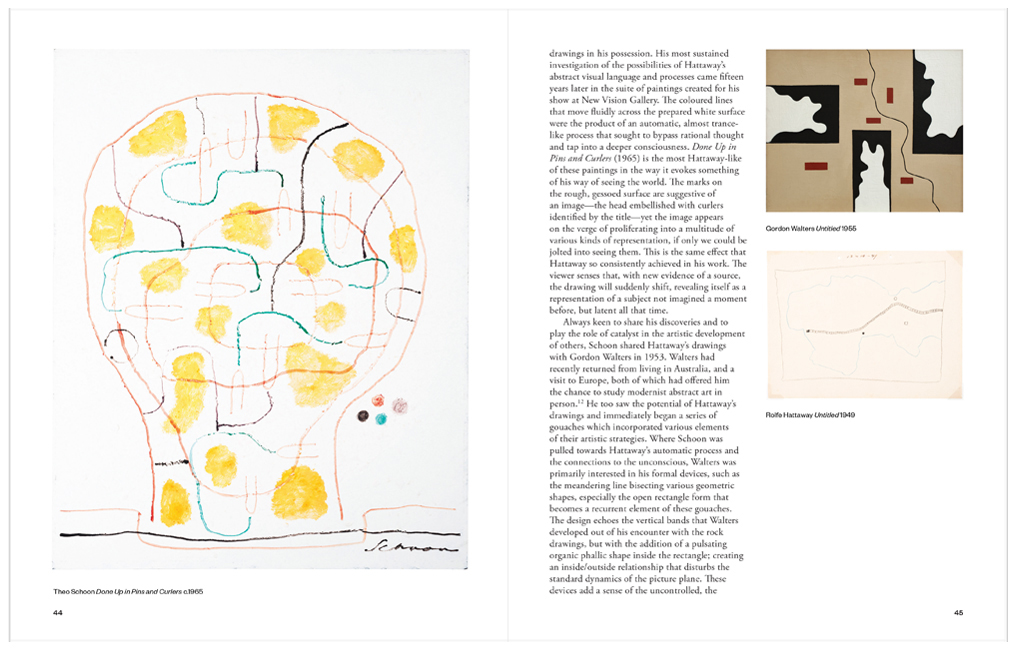 Schoon
Theo Schoon Done Up in Pins and Curlers c.1965
44
drawings in his possession. His most sustained
investigation of the possibilities of Hattaway's
abstract visual language and processes came fifteen
years later in the suite of paintings created for his
show at New Vision Gallery. The coloured lines
that move fluidly across the prepared white surface
were the product of an automatic, almost trance-
like process that sought to bypass rational thought
and tap into a deeper consciousness. Done Up in
Pins and Curlers (1965) is the most Hattaway-like
of these paintings in the way it evokes something
of his way of seeing the world. The marks on
the rough, gessoed surface are suggestive of
an image—the head embellished with curlers
identified by the title—yet the image appears
on the verge of proliferating into a multitude of
various kinds of representation, if only we could be
jolted into seeing them. This is the same effect that
Hattaway so consistently achieved in his work. The
viewer senses that, with new evidence of a source,
the drawing will suddenly shift, revealing itself as a
representation of a subject not imagined a moment
before, but latent all that time.
Always keen to share his discoveries and to
play the role of catalyst in the artistic development
of others, Schoon shared Hattaway's drawings
with Gordon Walters in 1953. Walters had
recently returned from living in Australia, and a
visit to Europe, both of which had offered him
the chance to study modernist abstract art in
person.12 He too saw the potential of Hattaway's
drawings and immediately began a series of
gouaches which incorporated various elements
of their artistic strategies. Where Schoon was
pulled towards Hattaway's automatic process and
the connections to the unconscious, Walters was
primarily interested in his formal devices, such as
the meandering line bisecting various geometric
shapes, especially the open rectangle form that
becomes a recurrent element of these gouaches.
The design echoes the vertical bands that Walters
developed out of his encounter with the rock
drawings, but with the addition of a pulsating
organic phallic shape inside the rectangle; creating
an inside/outside relationship that disturbs the
standard dynamics of the picture plane. These
devices add a sense of the uncontrolled, the
Gordon Walters Untitled 1955
Rolfe Hattaway Untitled 1949
45